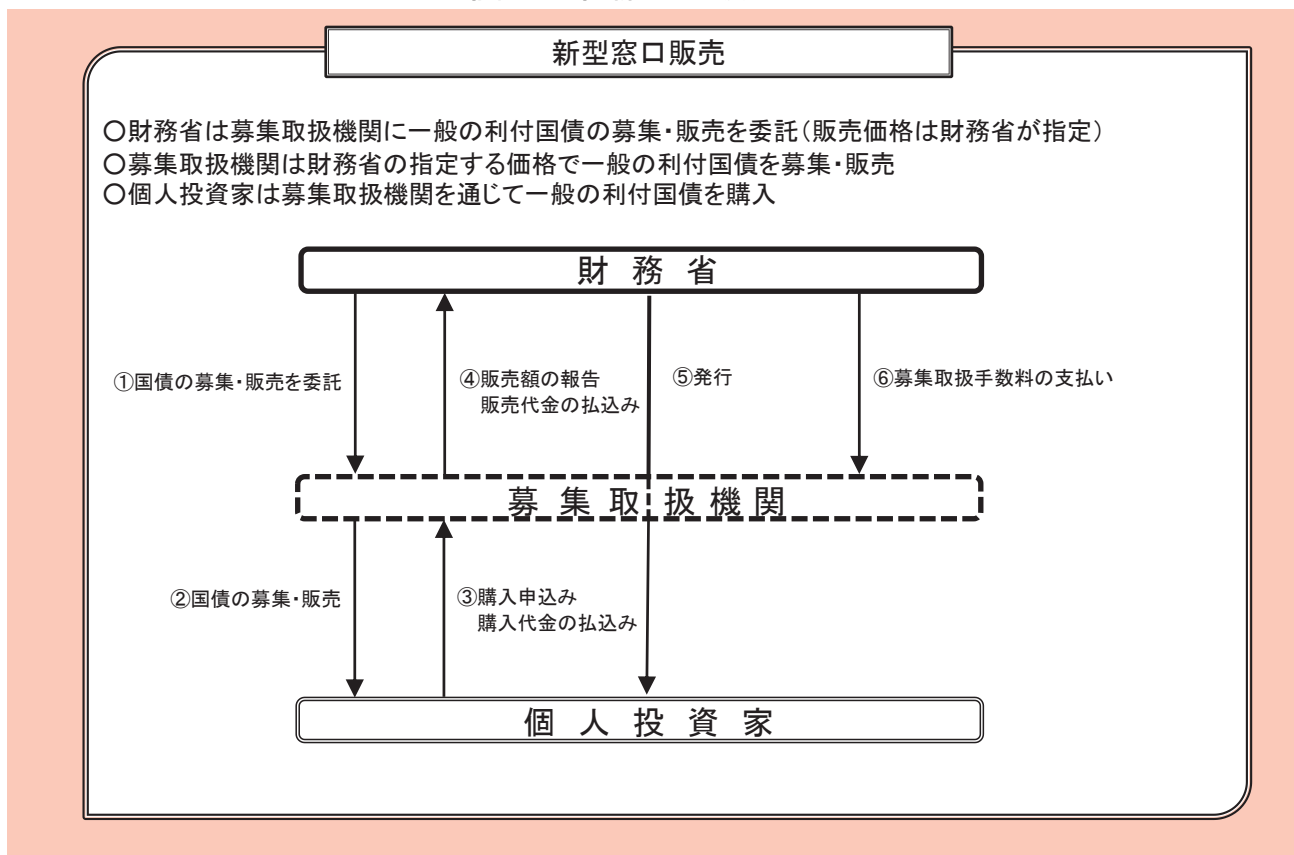 新型窓口販売
○財務省は募集取扱機関に一般の利付国債の募集・販売を委託(販売価格は財務省が指定)
○募集取扱機関は財務省の指定する価格で一般の利付国債を募集・販売
○個人投資家は募集取扱機関を通じて一般の利付国債を購入
財務省
①国債の募集・販売を委託
④販売額の報告
販売代金の払込み
⑤発行
⑥募集取扱手数料の支払い
募集取扱機関
②国債の募集・販売
③購入申込み
購入代金の払込み
個人投資家